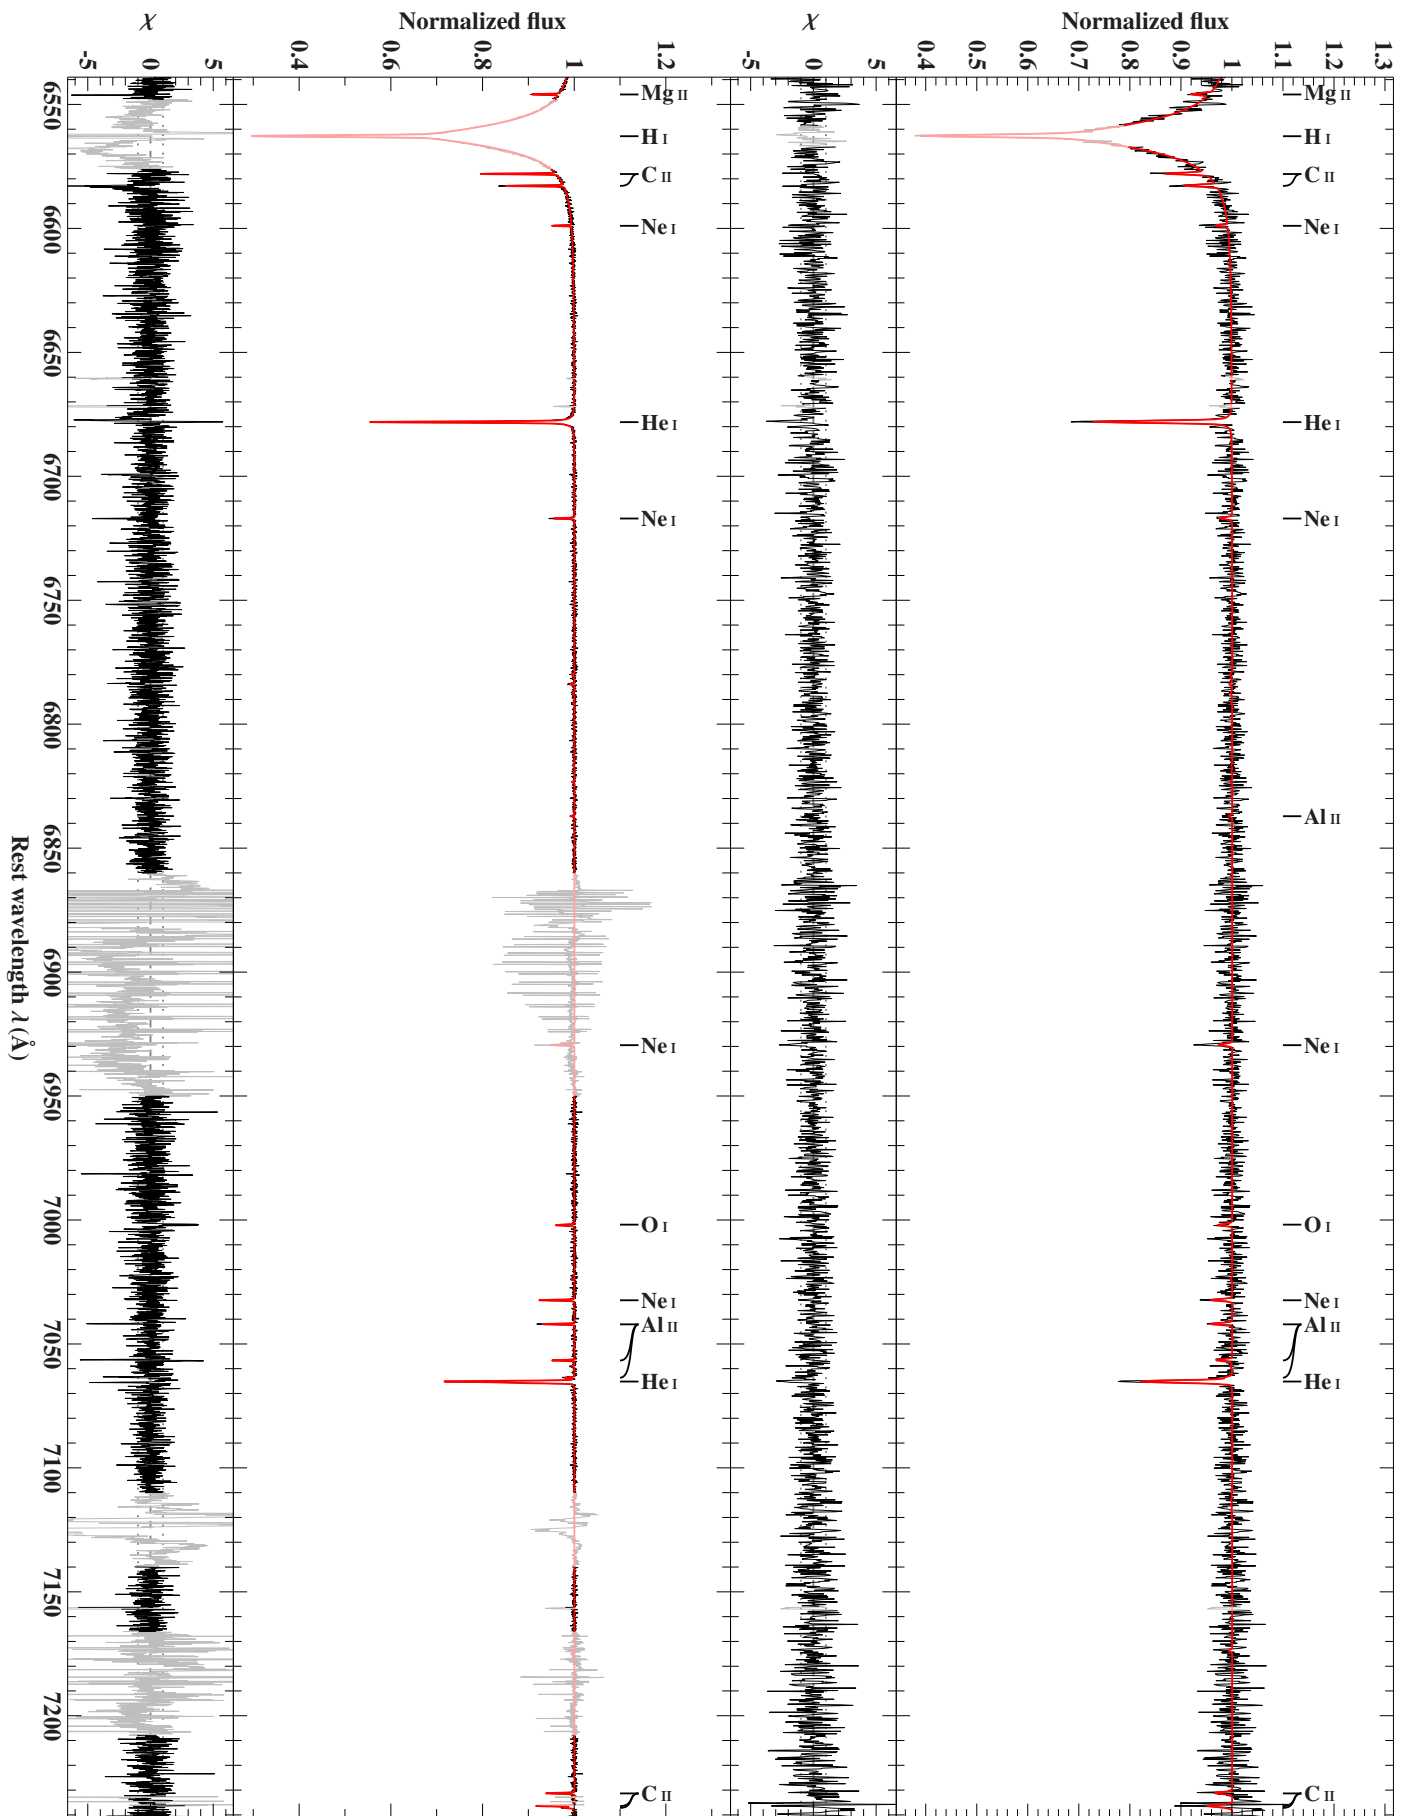 Normalized flux
1.3
1.2
1.1
1
0.9
0.8
0.7
0.6
0.5
0.4
Mg II H I C II Ne I He I Ne I Al II Ne I O I Ne I Al II He I C II
χ
5
0
-5
Normalized flux
1.2
1
0.8
0.6
0.4
Mg II H I C II Ne I He I Ne I Ne I O I Ne I Al II He I C II
χ
5
0
-5
6550 6600 6650 6700 6750 6800 6850 6900 6950 7000 7050 7100 7150 7200
Rest wavelength λ (Å)